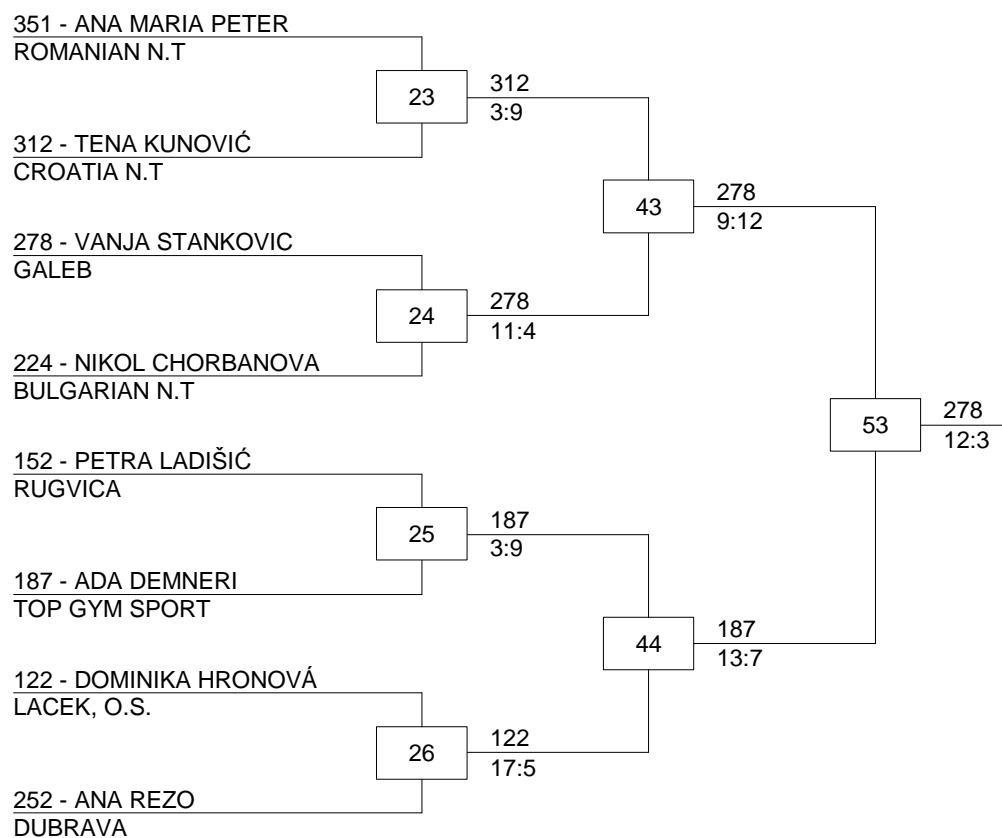 351 - ANA MARIA PETER
ROMANIAN N.T
23
312
3:9
312 - TENA KUNOVIĆ
CROATIA N.T
43
278
9:12
278 - VANJA STANKOVIC
GALEB
24
278
11:4
224 - NIKOL CHORBANOVA
BULGARIAN N.T
53
278
12:3
152 - PETRA LADIŠIĆ
RUGVICA
25
187
3:9
187 - ADA DEMNERI
TOP GYM SPORT
44
187
13:7
122 - DOMINIKA HRONOVÁ
LACEK, O.S.
26
122
17:5
252 - ANA REZO
DUBRAVA